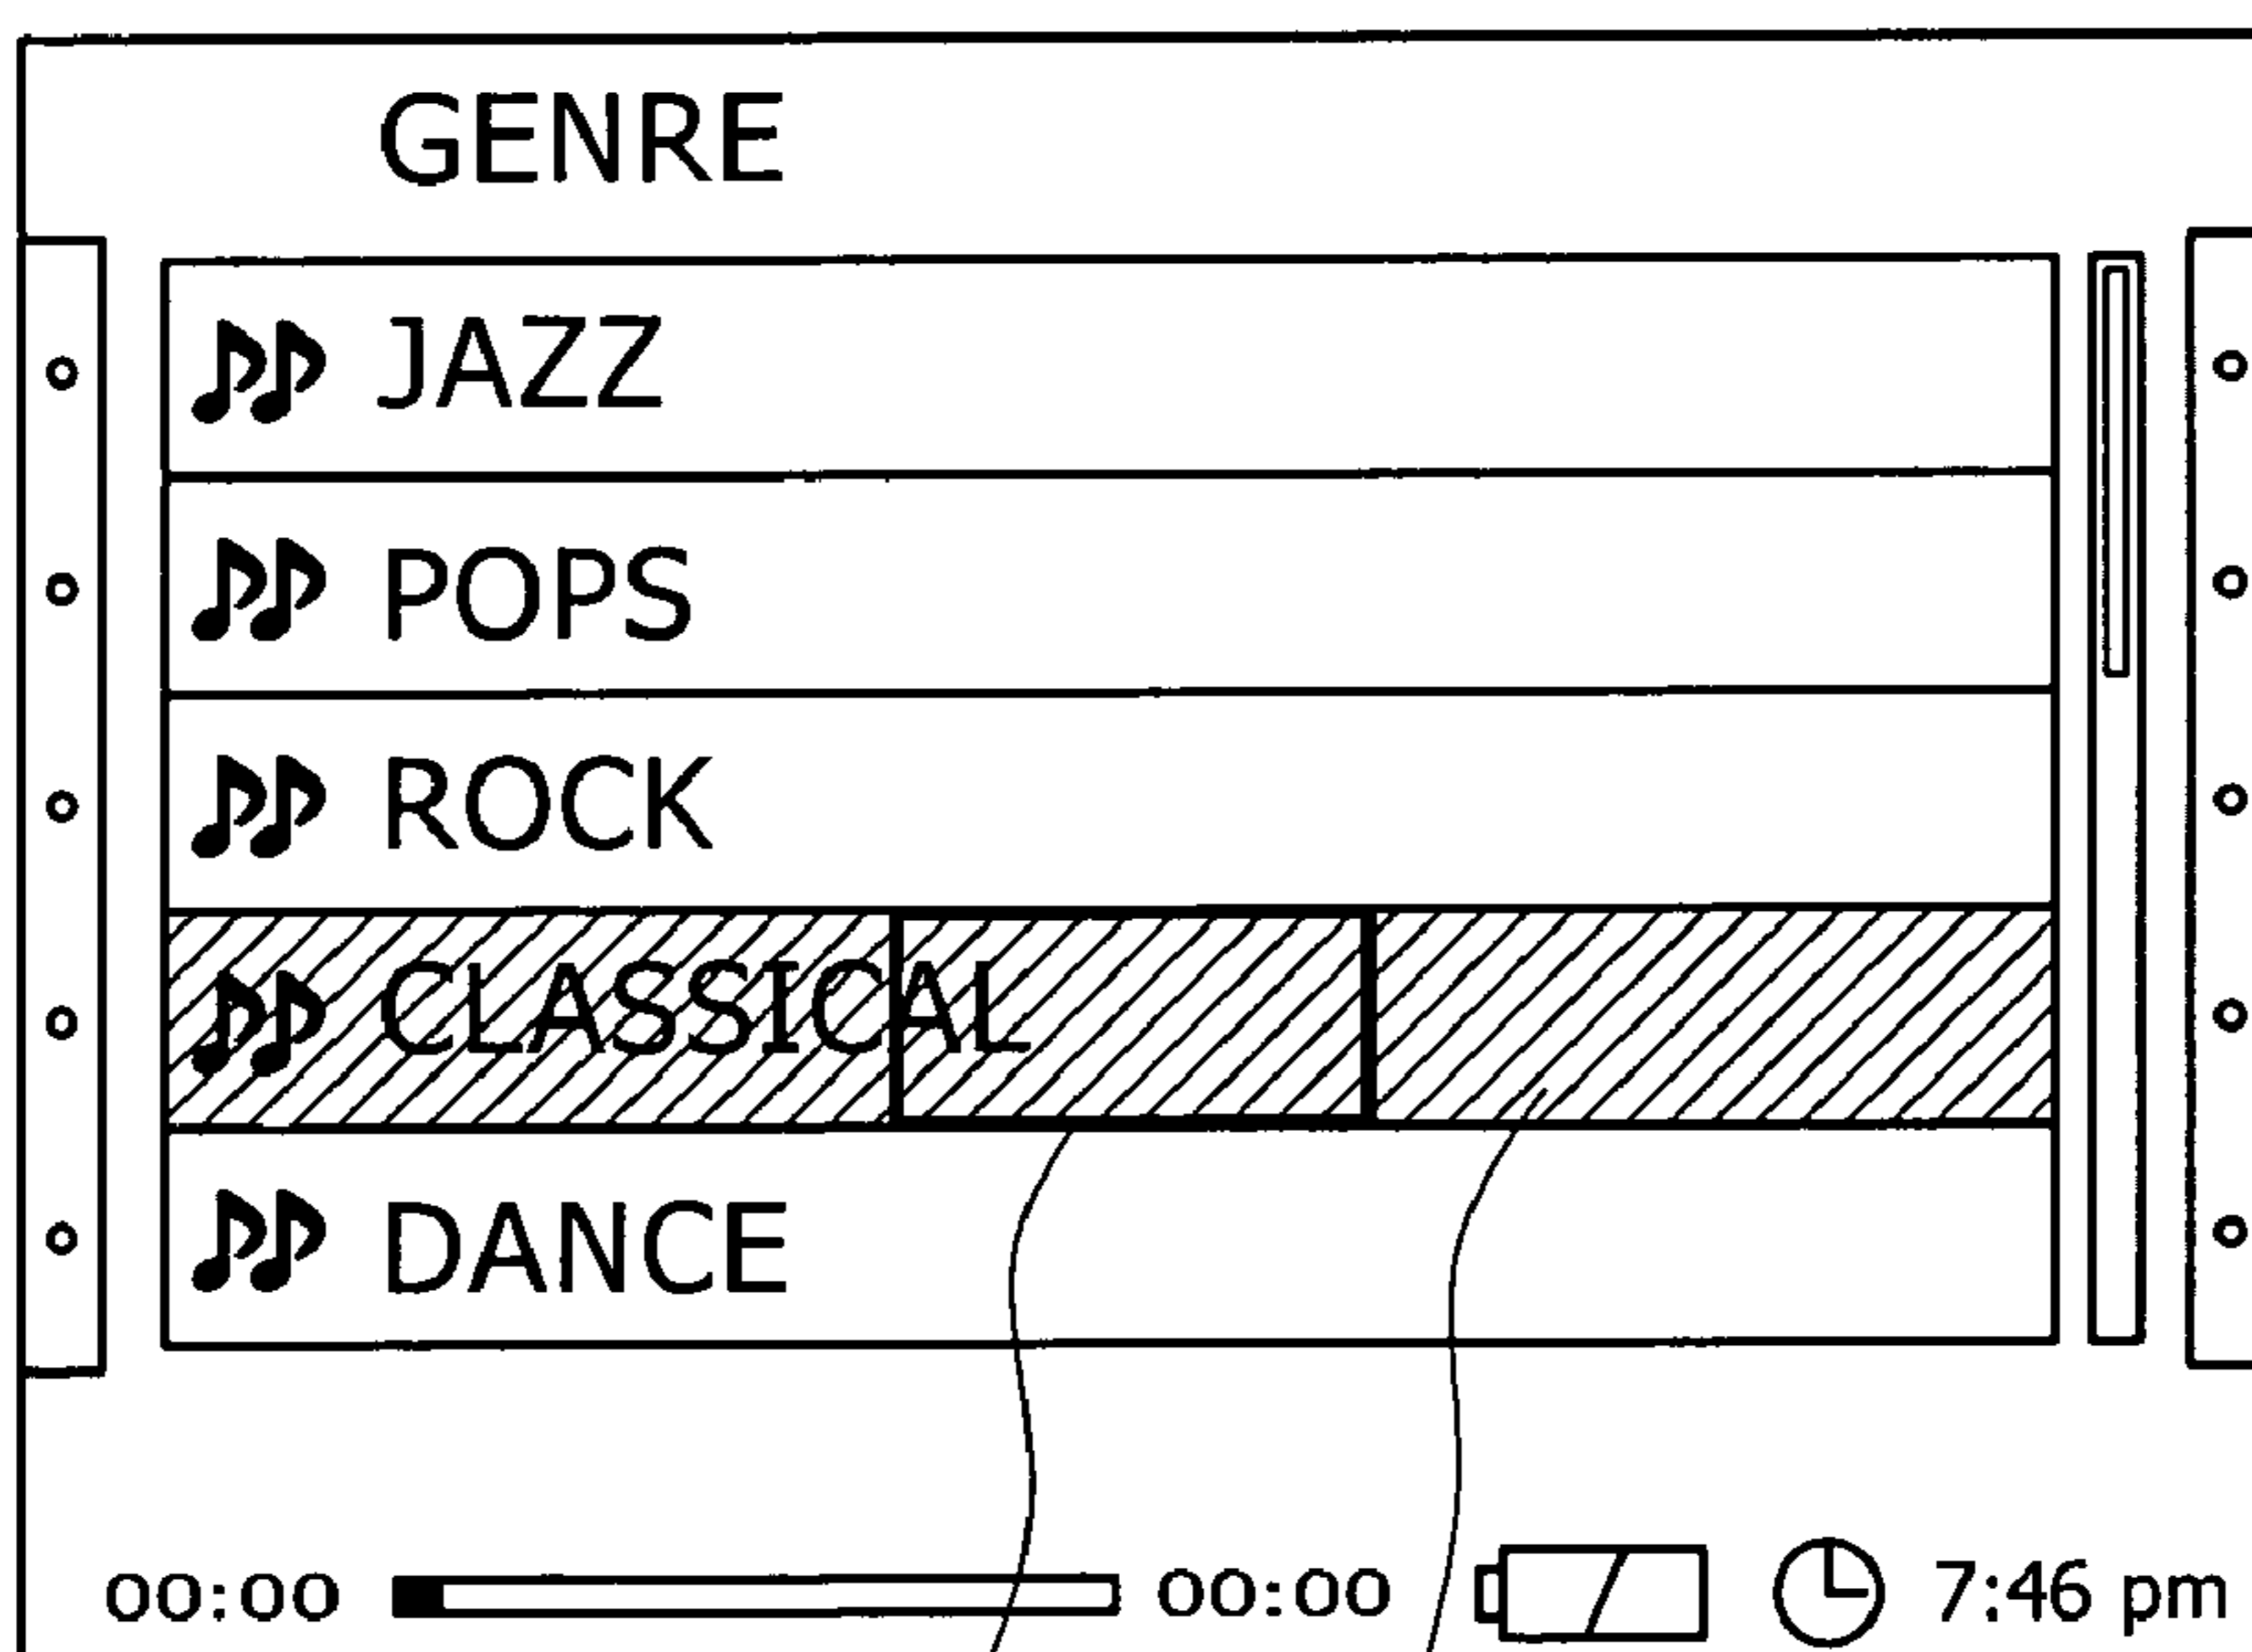 GENRE
JAZZ
POPS
ROCK
CLASSICAL
DANCE
00:00 00:00 7:46 pm